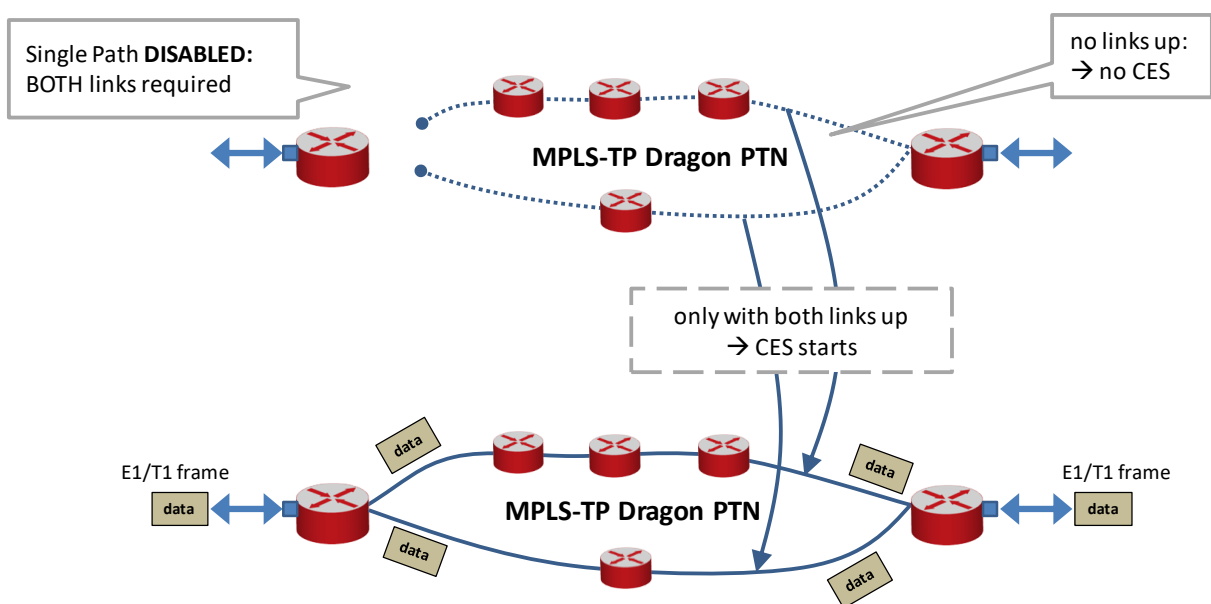 Single Path DISABLED:
BOTH links required
no links up:
→ no CES
MPLS-TP Dragon PTN
only with both links up
→ CES starts
data
data
E1/T1 frame
data
MPLS-TP Dragon PTN
E1/T1 frame
data
data
data